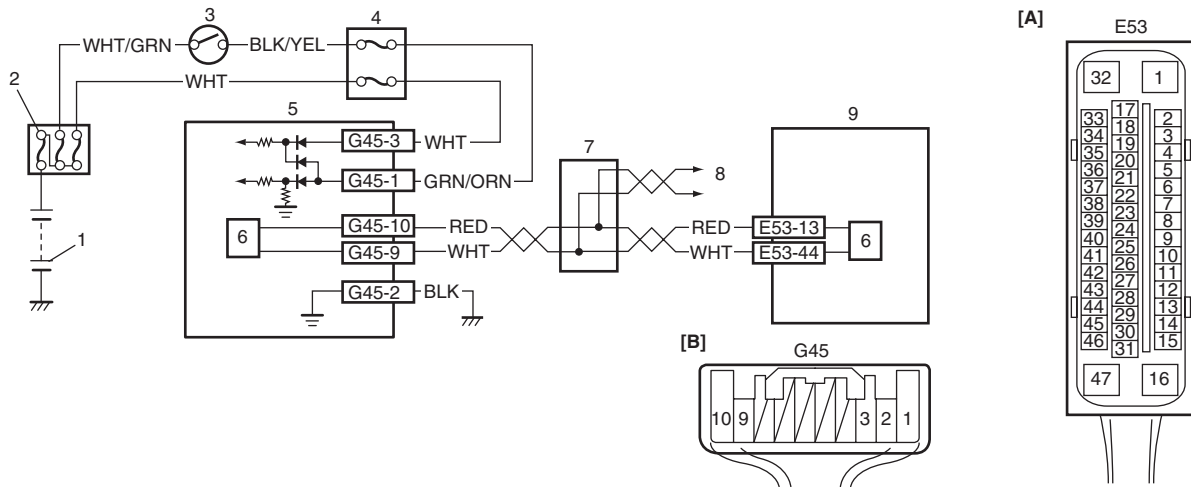 [A]
E53
3
4
WHT/GRN
BLK/YEL
2
WHT
32 1
5
9
17
33 2
18
34 3
19
35 4
20
36 5
21
37 6
22
38 7
23
39 8
24
40 9
25
41 10
26
42 11
27
43 12
28
44 13
29
45 14
30
46 15
31
47 16
G45-3 WHT
7
G45-1 GRN/ORN
8
G45-10 RED
RED E53-13
6
6
G45-9 WHT
WHT E53-44
1
G45-2 BLK
[B]
G45
10 9 3 2 1